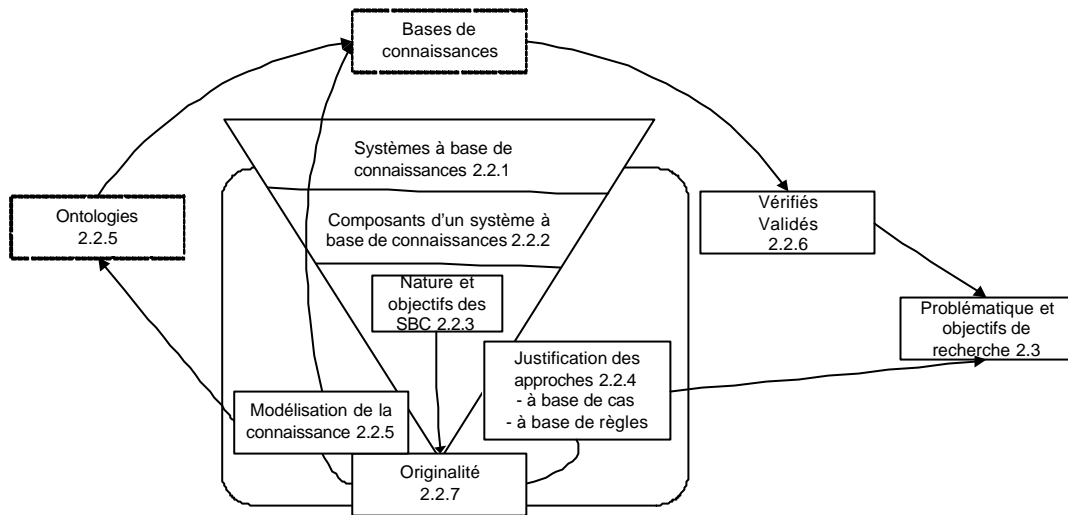 Bases de
connaissances
Systèmes à base de
connaissances 2.2.1
Ontologies
2.2.5
Composants d'un système à
base de connaissances 2.2.2
Vérifiés
Validés
2.2.6
Nature et
objectifs des
SBC 2.2.3
Problématique et
objectifs de
recherche 2.3
Justification des
approches 2.2.4
- à base de cas
- à base de règles
Modélisation de la
connaissance 2.2.5
Originalité
2.2.7